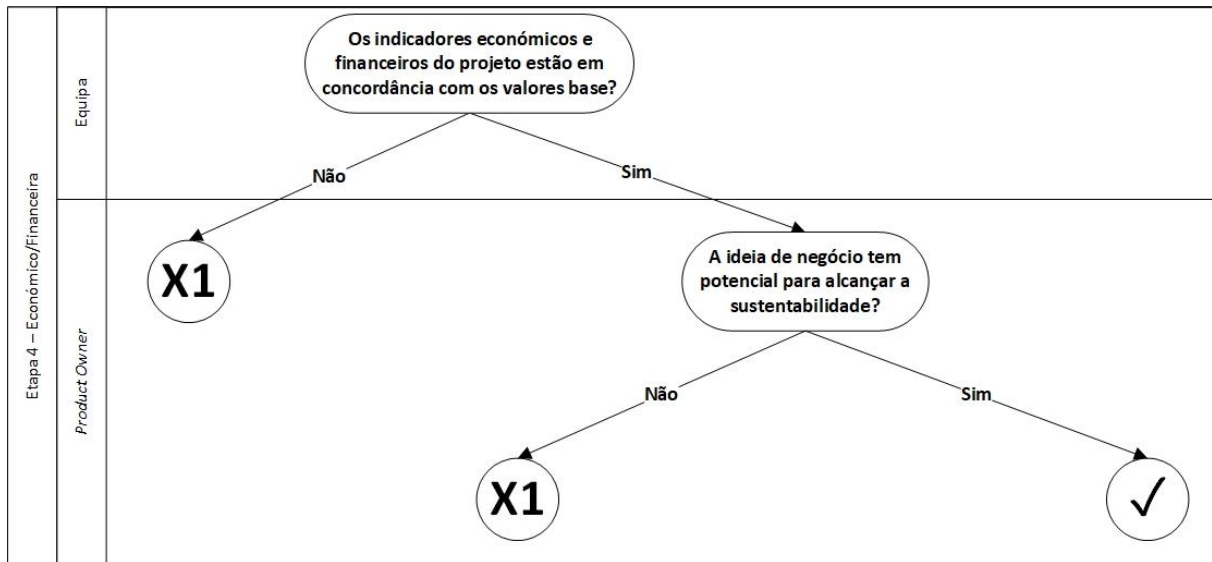 Etapa 4 – Económico/Financeira
Equipa
Os indicadores económicos e
financeiros do projeto estão em
concordância com os valores base?
Não
Sim
Product Owner
X1
A ideia de negócio tem
potencial para alcançar a
sustentabilidade?
Não
Sim
X1
✓